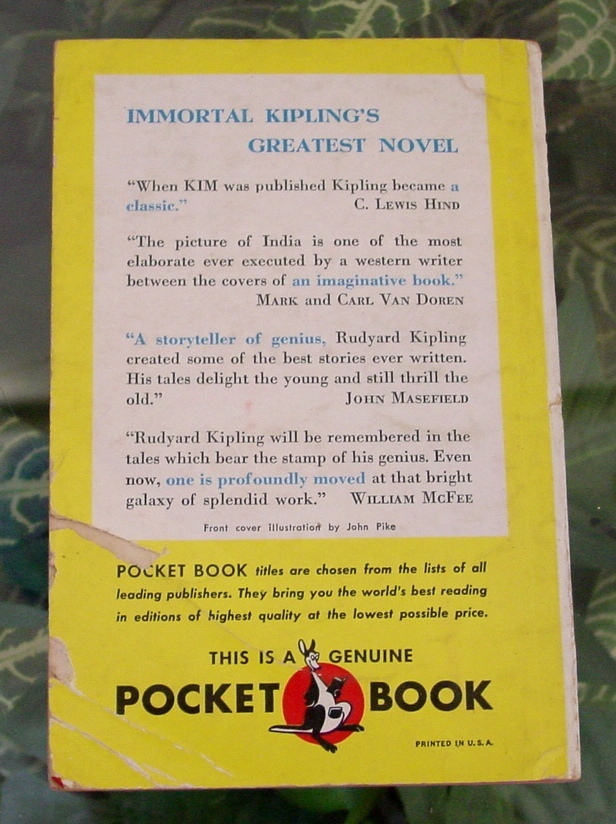 IMMORTAL KIPLING'S
GREATEST NOVEL
"When KIM was published Kipling became a
classic." C. LEWIS HIND
"The picture of India is one of the most
elaborate ever executed by a western writer
between the covers of an imaginative book."
MARK and CARL VAN DOREN
"A storyteller of genius, Rudyard Kipling
created some of the best stories ever written.
His tales delight the young and still thrill the
old." JOHN MASEFIELD
"Rudyard Kipling will be remembered in the
tales which bear the stamp of his genius. Even
now, one is profoundly moved at that bright
galaxy of splendid work." WILLIAM MCFEE
Front cover illustration by John Pike
POCKET BOOK titles are chosen from the lists of all
leading publishers. They bring you the world's best reading
in editions of highest quality at the lowest possible price.
THIS IS A GENUINE
POCKET BOOK
PRINTED IN U.S.A.